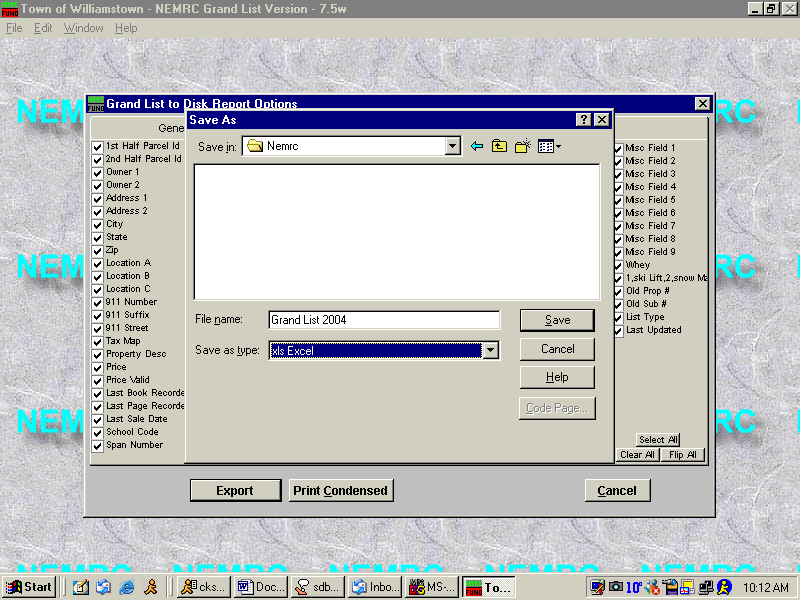 Town of Williamstown - NEMRC Grand List Version - 7.5w
File Edit Window Help
Grand List to Disk Report Options
Gene
1st Half Parcel Id
2nd Half Parcel Id
Owner 1
Owner 2
Address 1
Address 2
City
State
Zip
Location A
Location B
Location C
911 Number
911 Suffix
911 Street
Tax Map
Property Desc
Price
Price Valid
Last Book Recorde
Last Page Recorde
Last Sale Date
School Code
Span Number
Save As
Save in: Nemrc
File name: Grand List 2004
Save as type: xls Excel
Save
Cancel
Help
Code Page...
Misc Field 1
Misc Field 2
Misc Field 3
Misc Field 4
Misc Field 5
Misc Field 6
Misc Field 7
Misc Field 8
Misc Field 9
Whey
1,ski Lift,2,snow Ma
Old Prop #
Old Sub #
List Type
Last Updated
Select All
Clear All Flip All
Export Print Condensed Cancel
NEMRC
NEMRC
NEMRC
Start cks... Doc... sdb... Inbo... MS-... To... 10° 10:12 AM